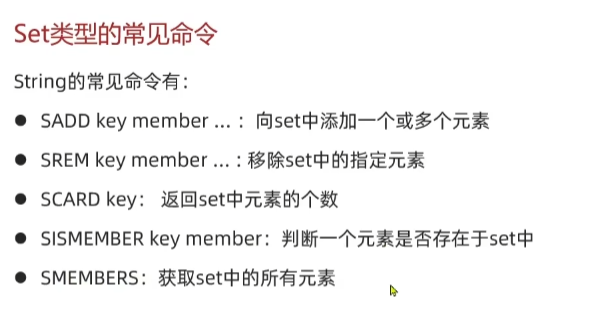 Set类型的常见命令
String的常见命令有：
● SADD key member ... ：向set中添加一个或多个元素
● SREM key member ... : 移除set中的指定元素
● SCARD key： 返回set中元素的个数
● SISMEMBER key member：判断一个元素是否存在于set中
● SMEMBERS：获取set中的所有元素